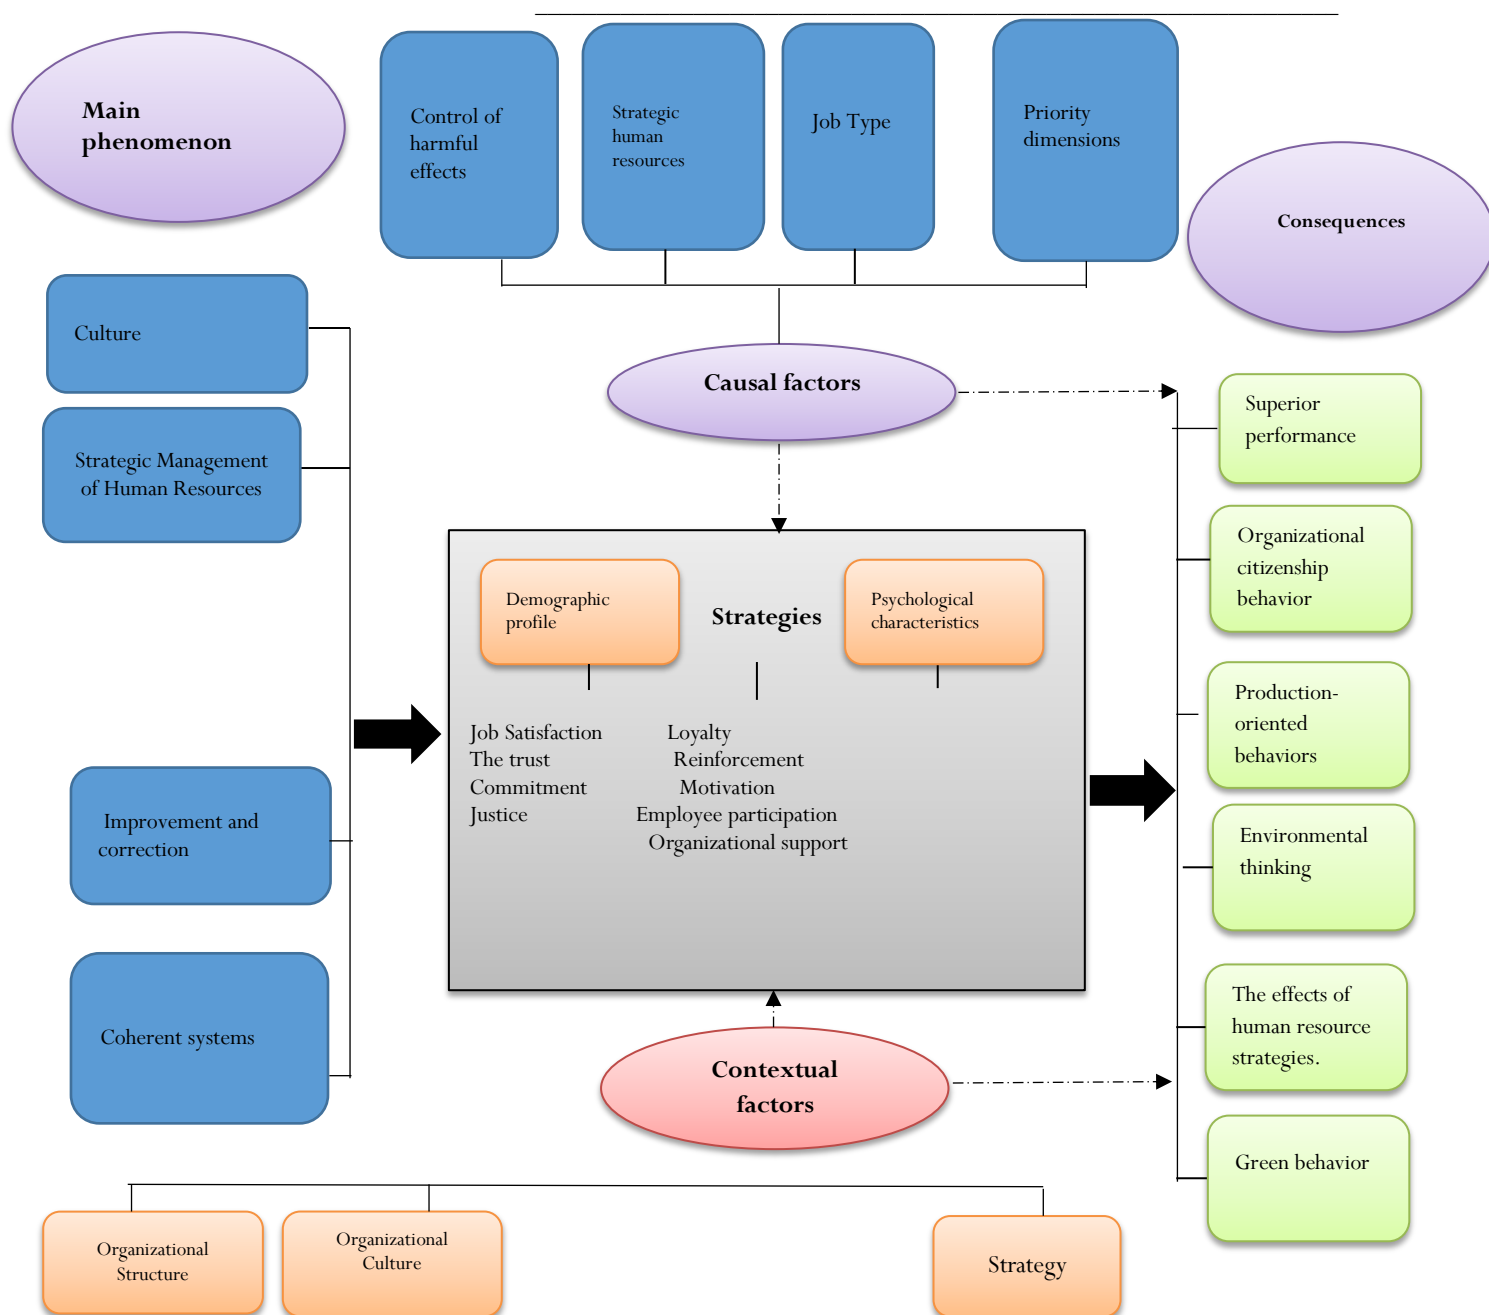 Main
phenomenon
Control of
harmful
effects
Strategic
human
resources
Job Type
Priority
dimensions
Consequences
Culture
Strategic Management
of Human Resources
Improvement and
correction
Coherent systems
Causal factors
Demographic
profile
Strategies
Psychological
characteristics
Job Satisfaction Loyalty
The trust Reinforcement
Commitment Motivation
Justice Employee participation
Organizational support
Contextual
factors
Superior
performance
Organizational
citizenship
behavior
Production-
oriented
behaviors
Environmental
thinking
The effects of
human resource
strategies.
Green behavior
Organizational
Structure
Organizational
Culture
Strategy